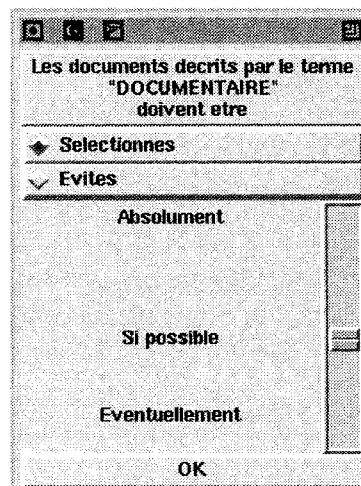 Les documents decrits par le terme
"DOCUMENTAIRE"
doivent etre
Selectionnes
Evites
Absolument
Si possible
Eventuellement
OK